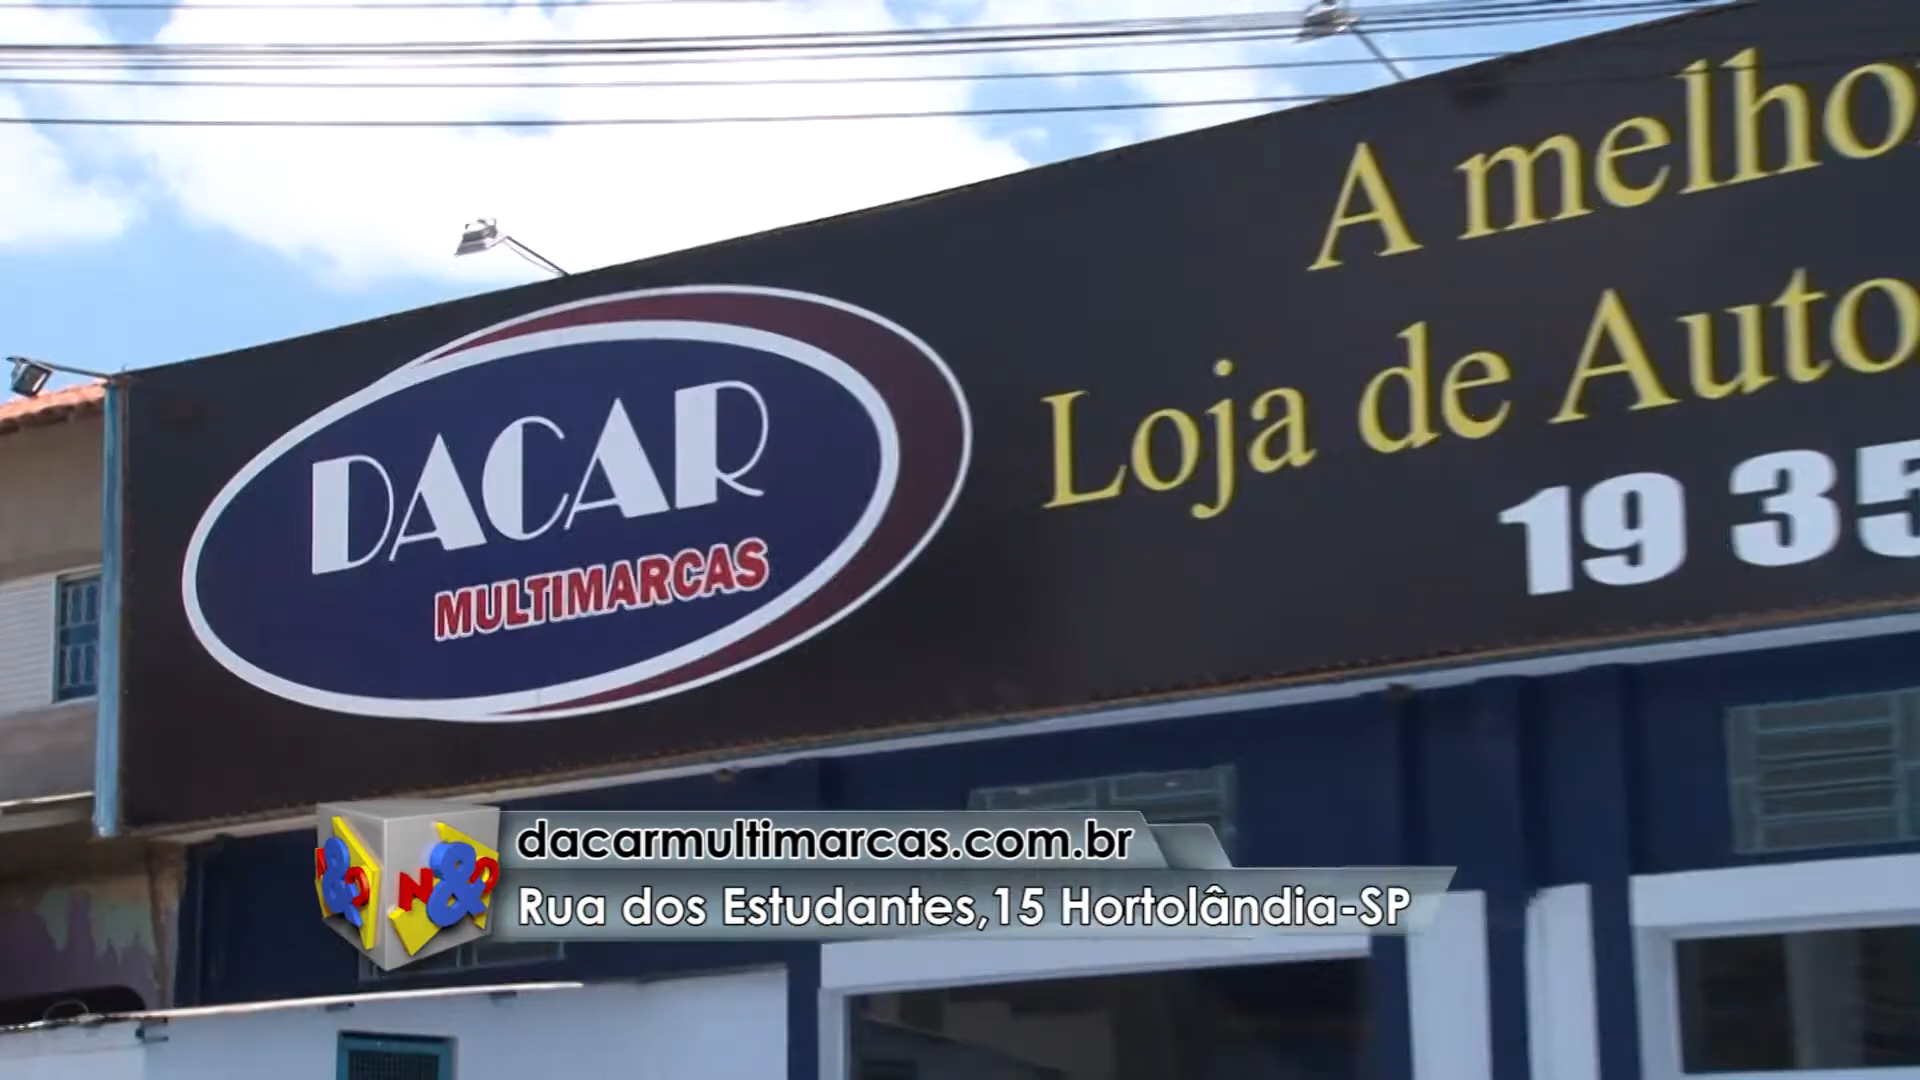 A melho
Loja de Auto
19 35
DACAR
MULTIMARCAS
dacarmultimarcas.com.br
Rua dos Estudantes,15 Hortolândia-SP
N&O
N&O